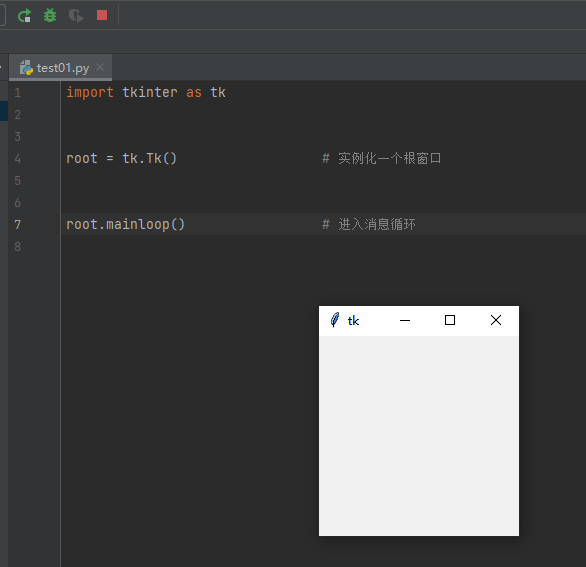 test01.py
1 import tkinter as tk
2
3
4 root = tk.Tk() # 实例化一个根窗口
5
6
7 root.mainloop() # 进入消息循环
8
tk